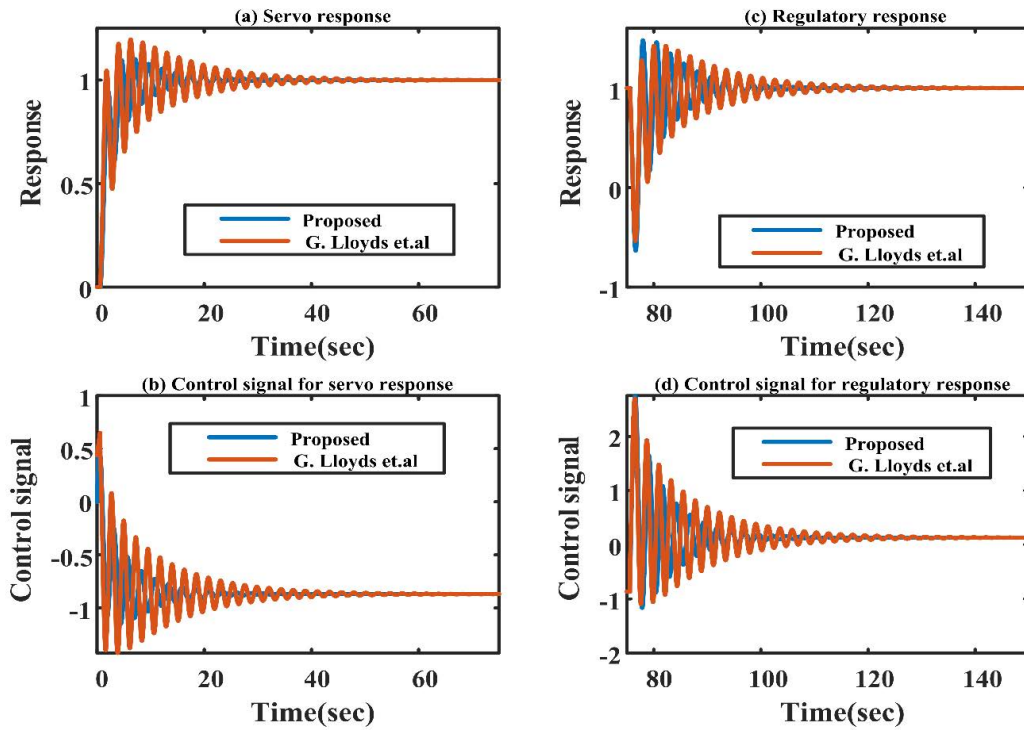 (a) Servo response
Response
1
0.5
0
Proposed
G. Lloyds et.al
0 20 40 60
Time(sec)
(c) Regulatory response
Response
1
0
-1
Proposed
G. Lloyds et.al
80 100 120 140
Time(sec)
(b) Control signal for servo response
Control signal
1
0.5
0
-0.5
-1
Proposed
G. Lloyds et.al
0 20 40 60
Time(sec)
(d) Control signal for regulatory response
Control signal
2
1
0
-1
-2
Proposed
G. Lloyds et.al
80 100 120 140
Time(sec)